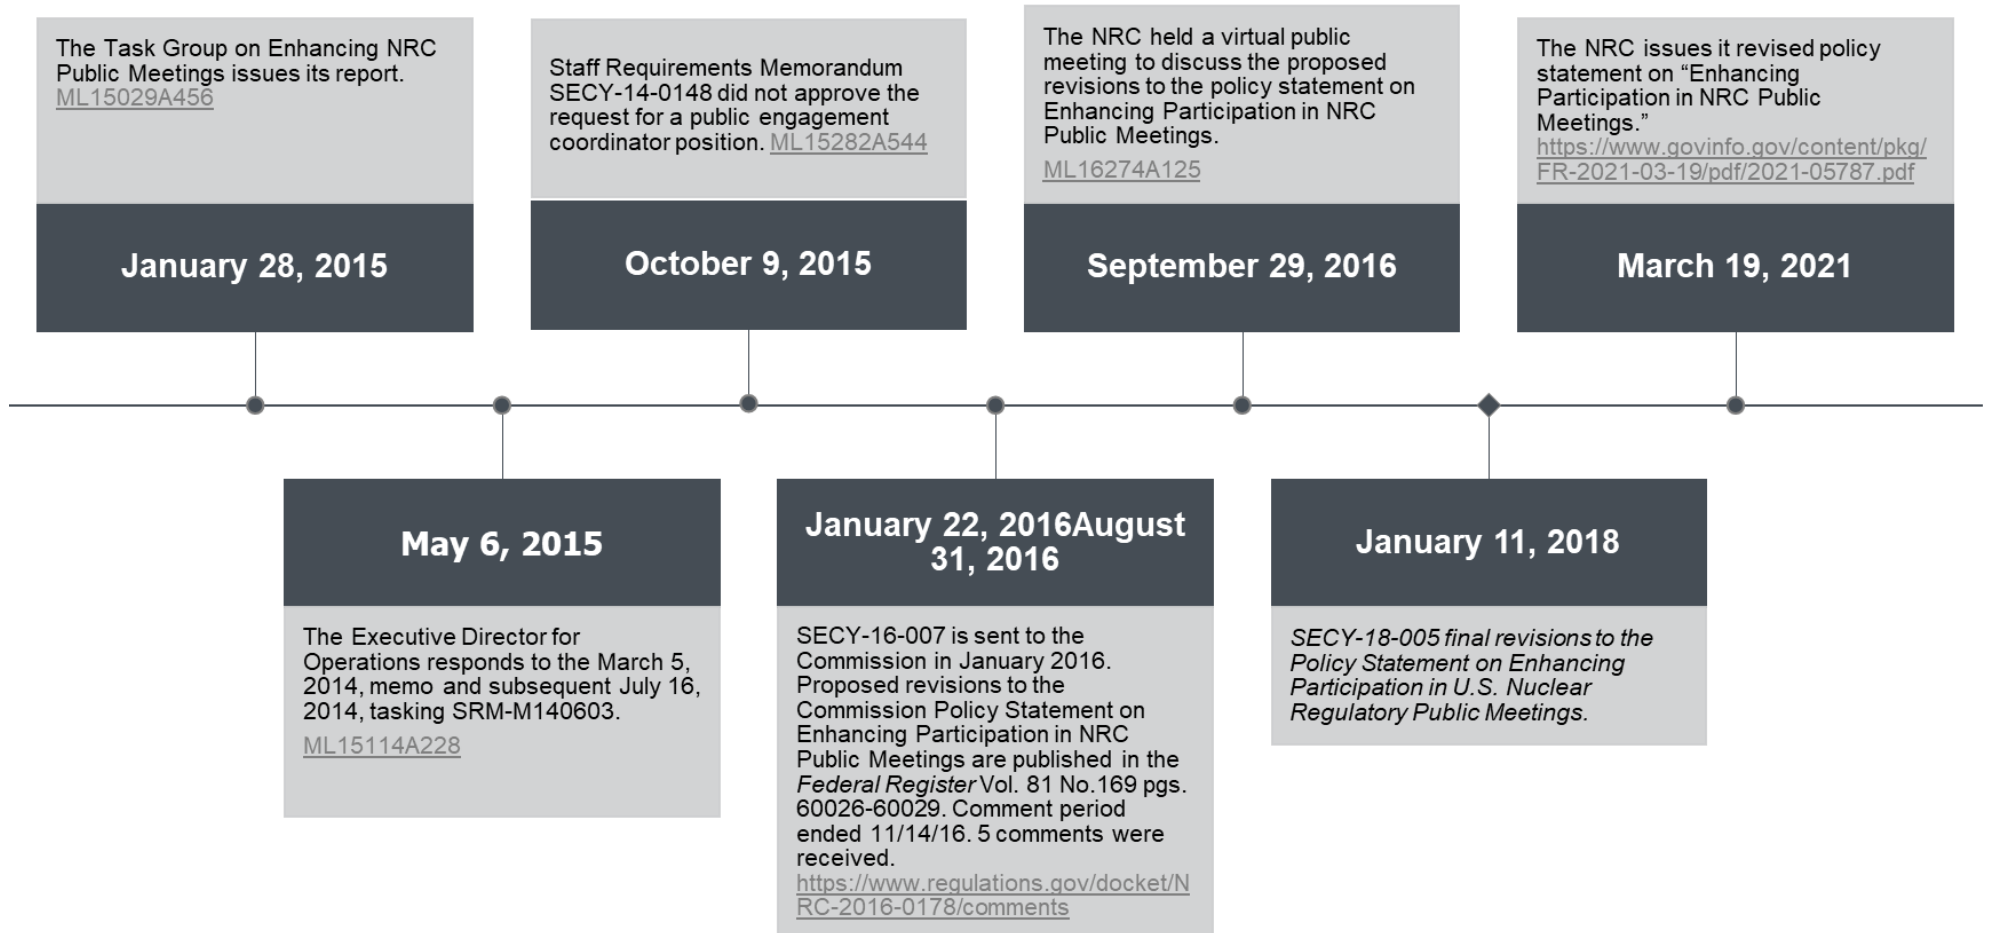 The Task Group on Enhancing NRC
Public Meetings issues its report.
ML15029A456
January 28, 2015
May 6, 2015
The Executive Director for
Operations responds to the March 5,
2014, memo and subsequent July 16,
2014, tasking SRM-M140603.
ML15114A228
Staff Requirements Memorandum
SECY-14-0148 did not approve the
request for a public engagement
coordinator position. ML15282A544
October 9, 2015
January 22, 2016August
31, 2016
SECY-16-007 is sent to the
Commission in January 2016.
Proposed revisions to the
Commission Policy Statement on
Enhancing Participation in NRC
Public Meetings are published in the
Federal Register Vol. 81 No.169 pgs.
60026-60029. Comment period
ended 11/14/16. 5 comments were
received.
https://www.regulations.gov/docket/N
RC-2016-0178/comments
The NRC held a virtual public
meeting to discuss the proposed
revisions to the policy statement on
Enhancing Participation in NRC
Public Meetings.
ML16274A125
September 29, 2016
January 11, 2018
SECY-18-005 final revisions to the
Policy Statement on Enhancing
Participation in U.S. Nuclear
Regulatory Public Meetings.
The NRC issues it revised policy
statement on “Enhancing
Participation in NRC Public
Meetings.”
https://www.govinfo.gov/content/pkg/
FR-2021-03-19/pdf/2021-05787.pdf
March 19, 2021